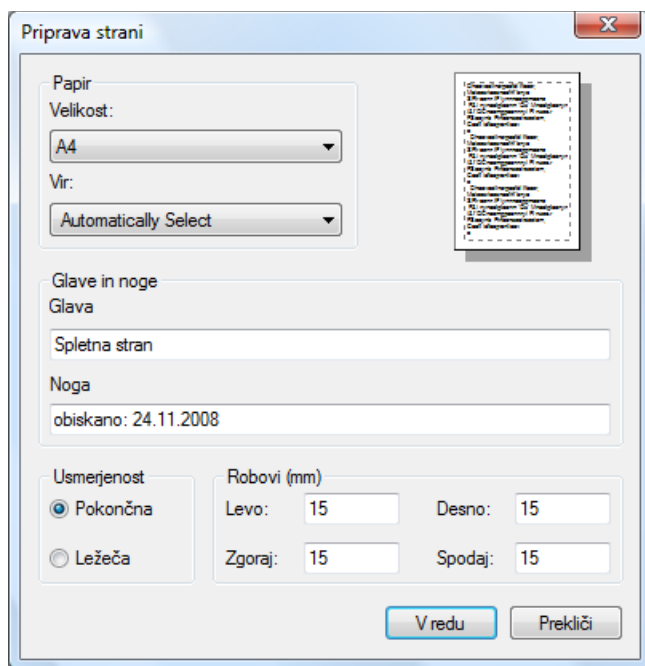 Priprava strani
Papir
Velikost:
A4
Vir:
Automatically Select
Glave in noge
Glava
Spletna stran
Noga
obiskano: 24.11.2008
Usmerjenost
Pokončna
Ležeča
Robovi (mm)
Levo: 15 Desno: 15
Zgoraj: 15 Spodaj: 15
V redu Prekliči